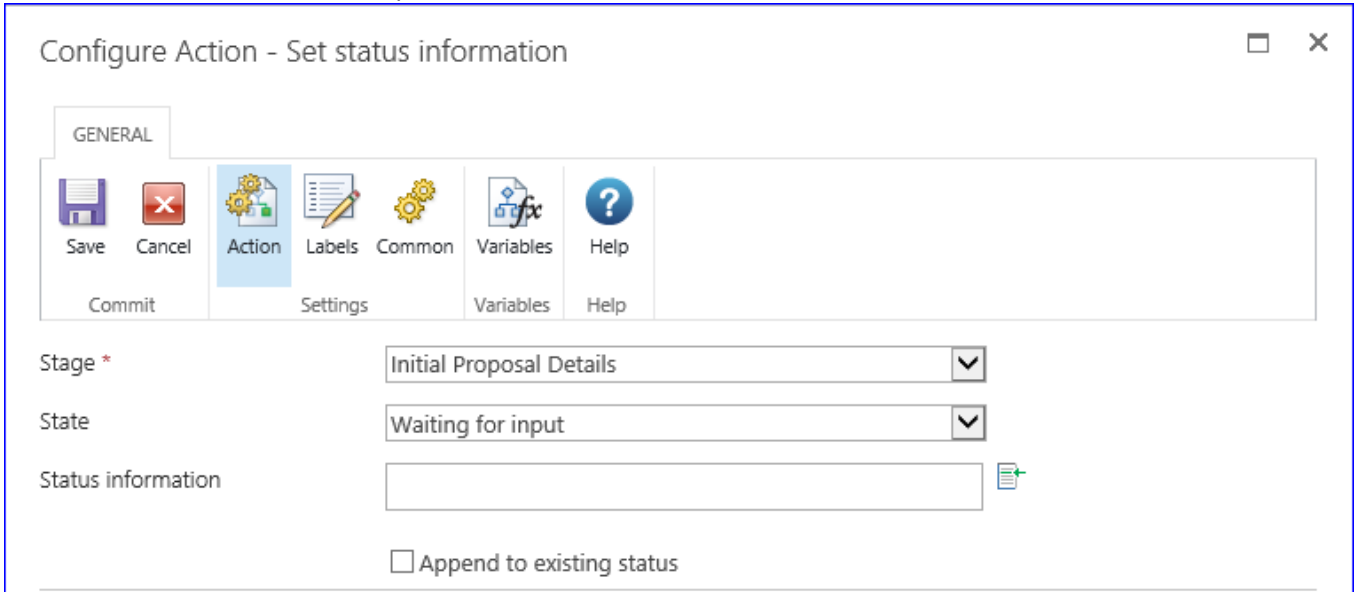 Configure Action - Set status information
GENERAL
Save Cancel Action Labels Common Variables Help
Commit Settings Variables Help
Stage * Initial Proposal Details
State Waiting for input
Status information
Append to existing status